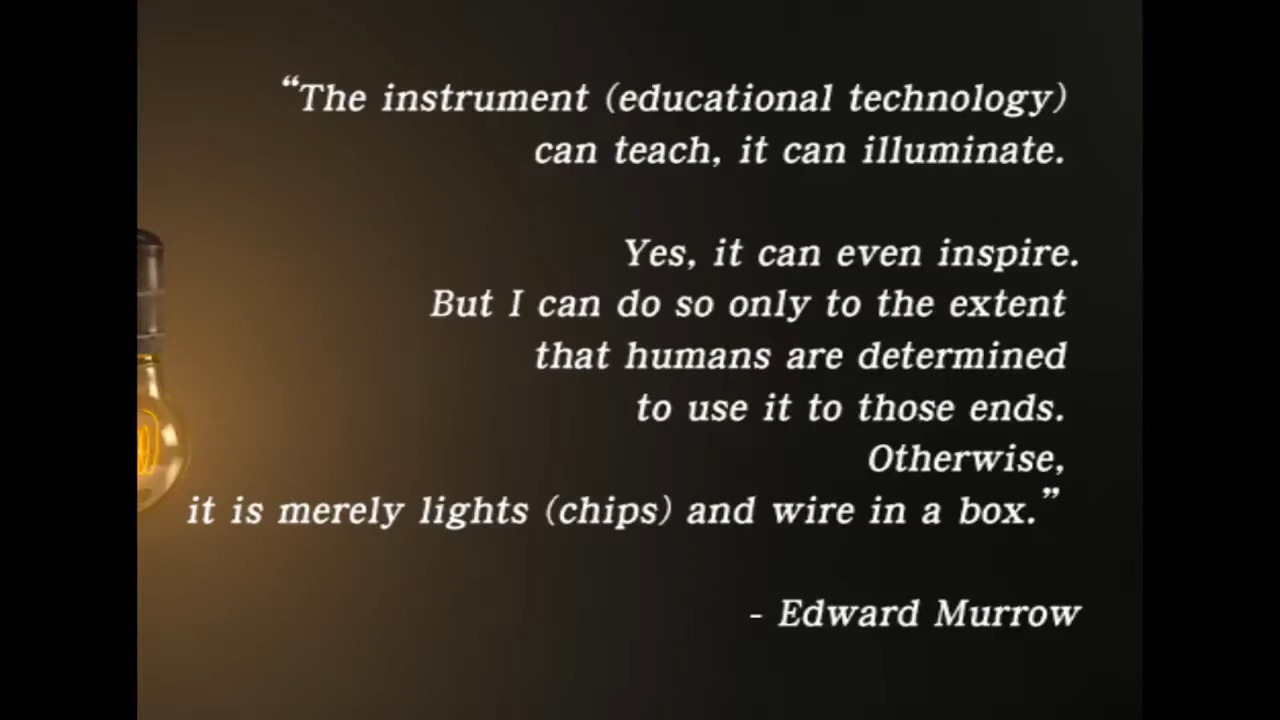 “The instrument (educational technology)
can teach, it can illuminate.
Yes, it can even inspire.
But I can do so only to the extent
that humans are determined
to use it to those ends.
Otherwise,
it is merely lights (chips) and wire in a box.”
- Edward Murrow